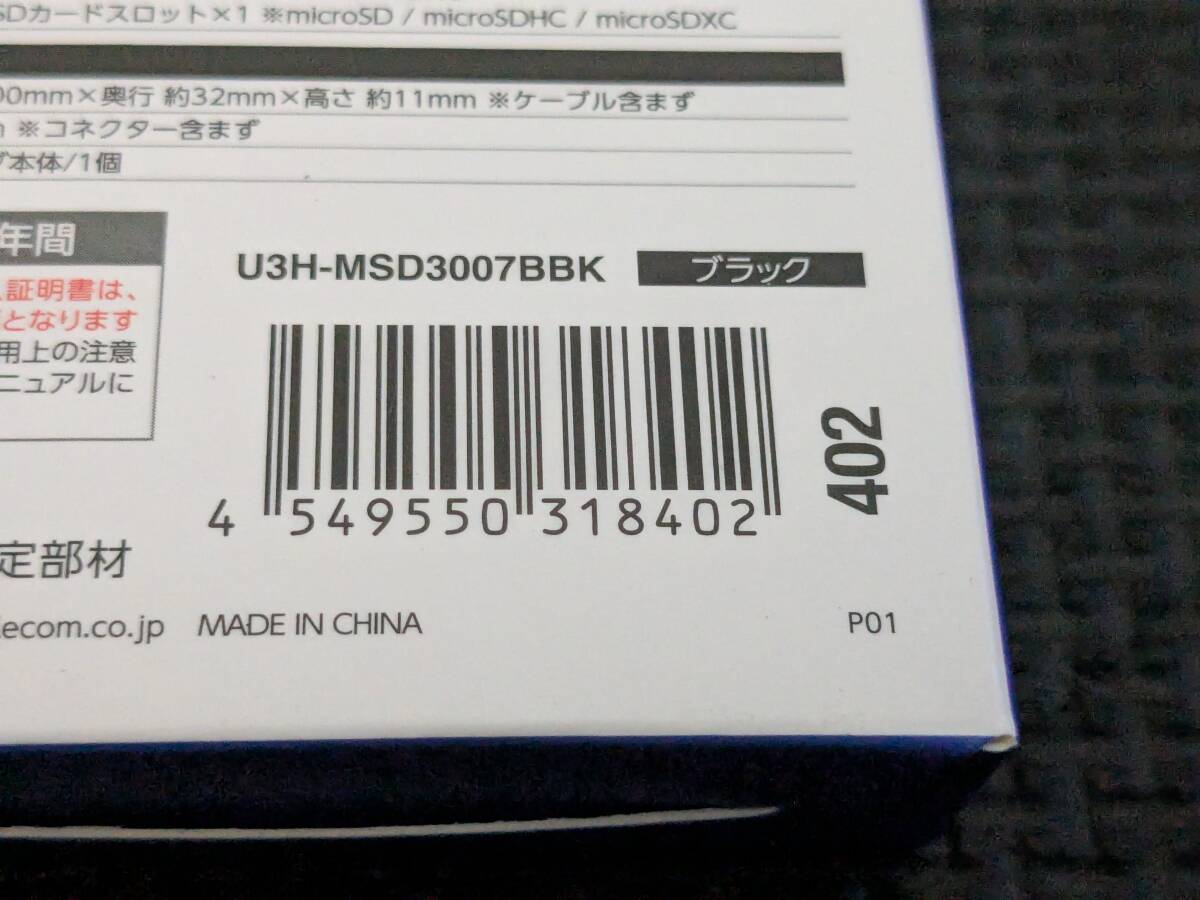 SDカードスロット×1 ※microSD / microSDHC / microSDXC
00mm×奥行 約32mm×高さ 約11mm ※ケーブル含まず
※コネクター含まず
本体/1個
年間
証明書は、
となります
用上の注意
ニュアルに
U3H-MSD3007BBK ブラック
4 549550 318402
402
定部材
ecom.co.jp MADE IN CHINA
P01